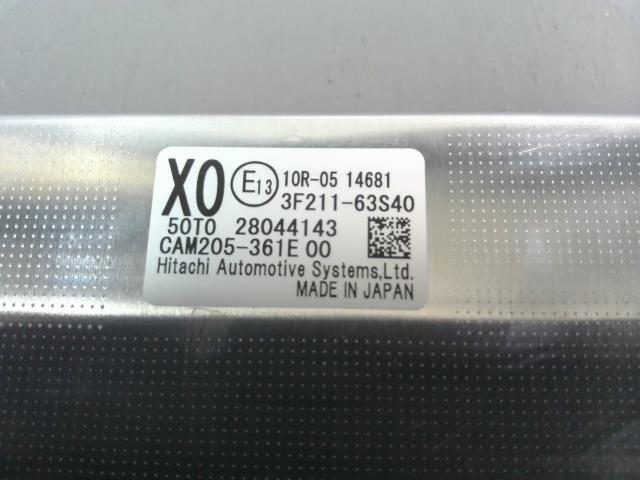 XO E13 10R-05 14681
3F211-63S40
50T0 28044143
CAM205-361E 00
Hitachi Automotive Systems,Ltd.
MADE IN JAPAN